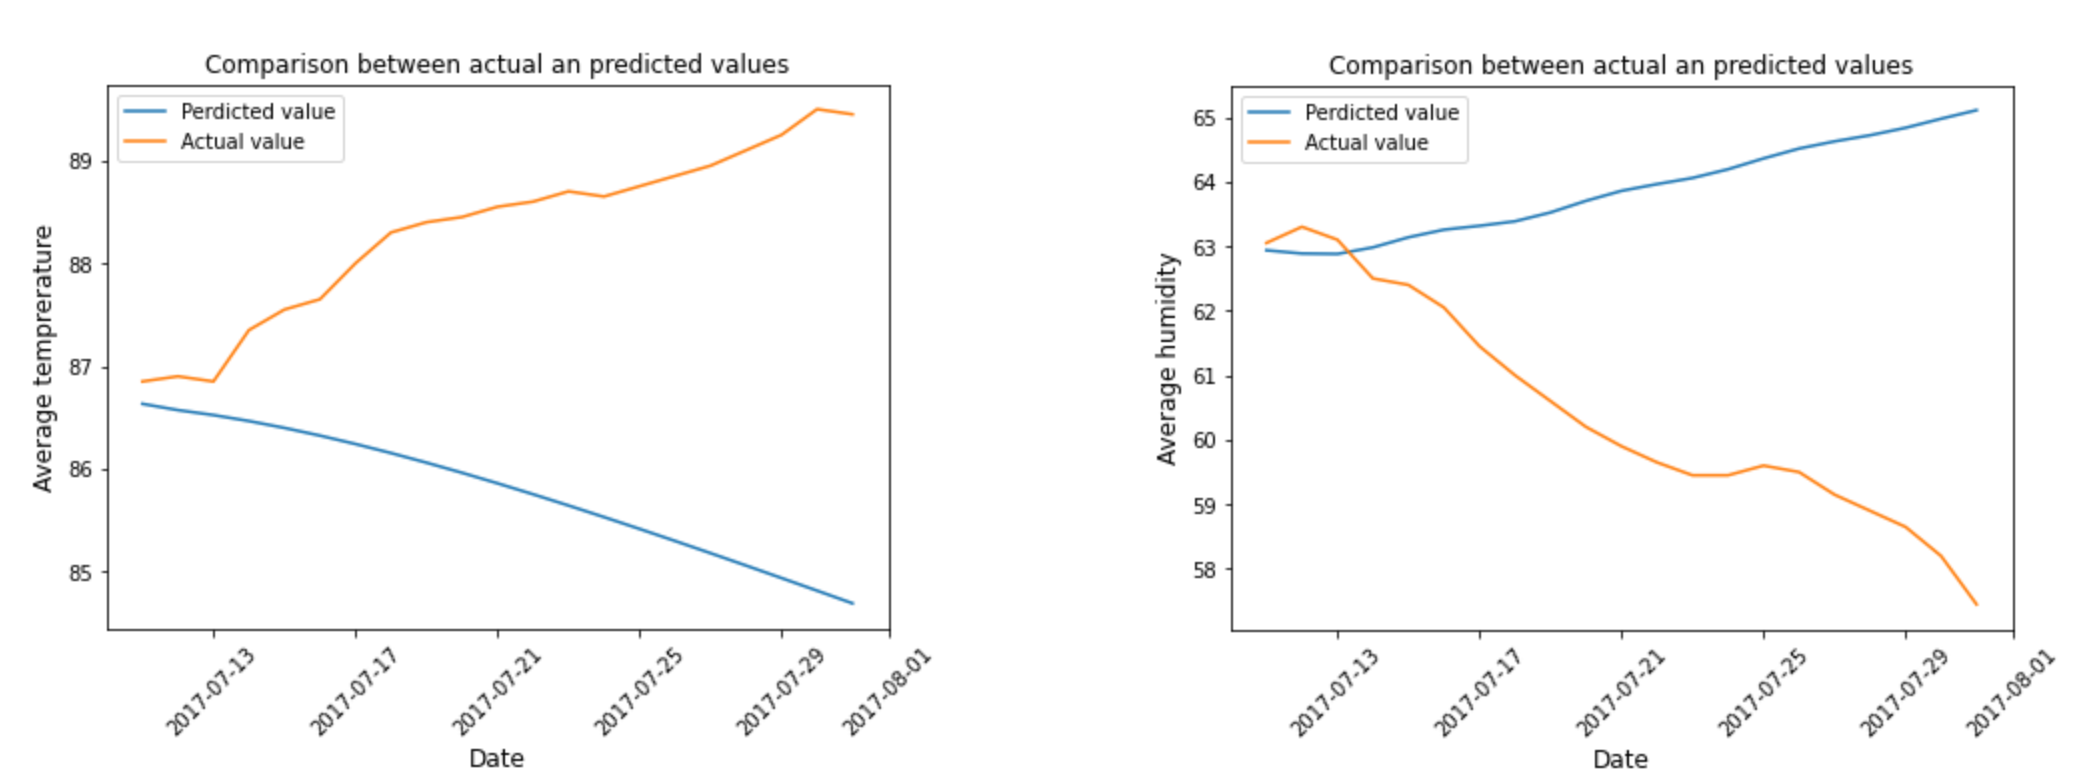 Comparison between actual an predicted values
Perdicted value
Actual value
Average temprerature
89
88
87
86
85
2017-07-13
2017-07-17
2017-07-21
2017-07-25
2017-07-29
2017-08-01
Date
Comparison between actual an predicted values
Perdicted value
Actual value
Average humidity
65
64
63
62
61
60
59
58
2017-07-13
2017-07-17
2017-07-21
2017-07-25
2017-07-29
2017-08-01
Date